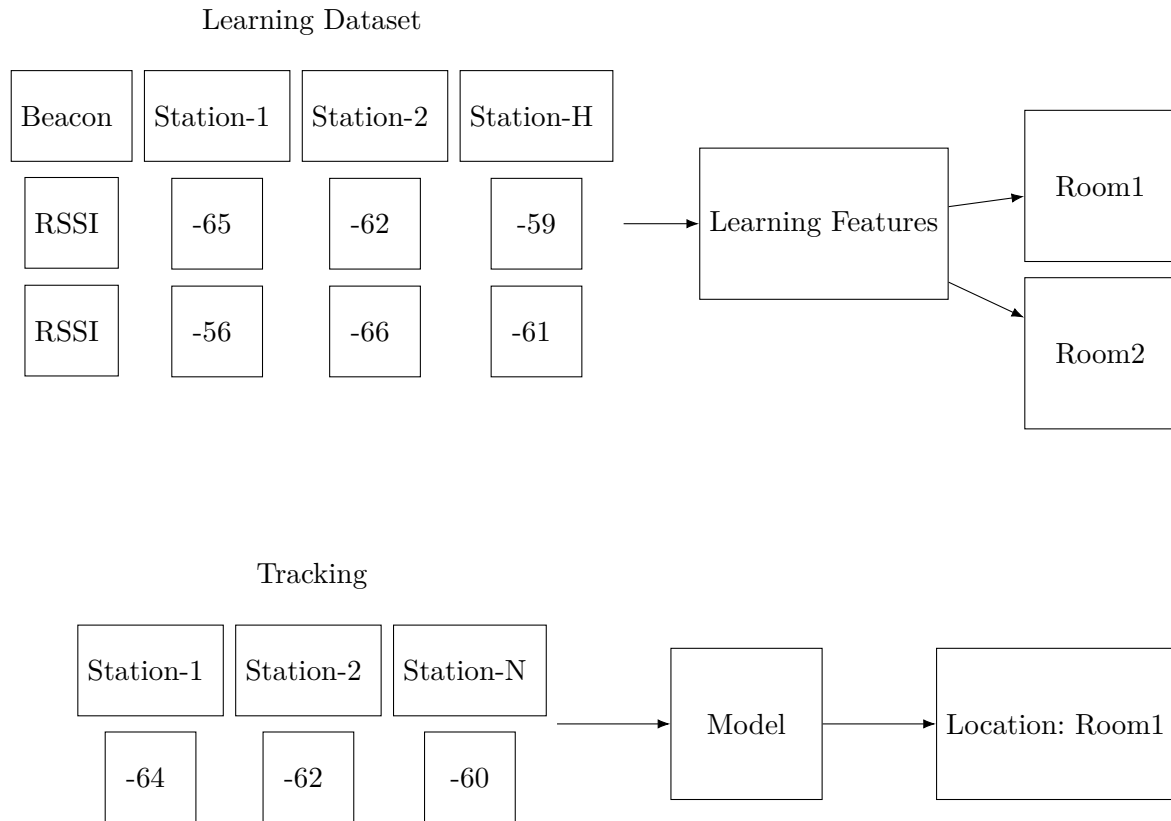 Learning Dataset
Beacon Station-1 Station-2 Station-H
RSSI -65 -62 -59
RSSI -56 -66 -61
Learning Features
Room1
Room2
Tracking
Station-1 Station-2 Station-N
-64 -62 -60
Model
Location: Room1